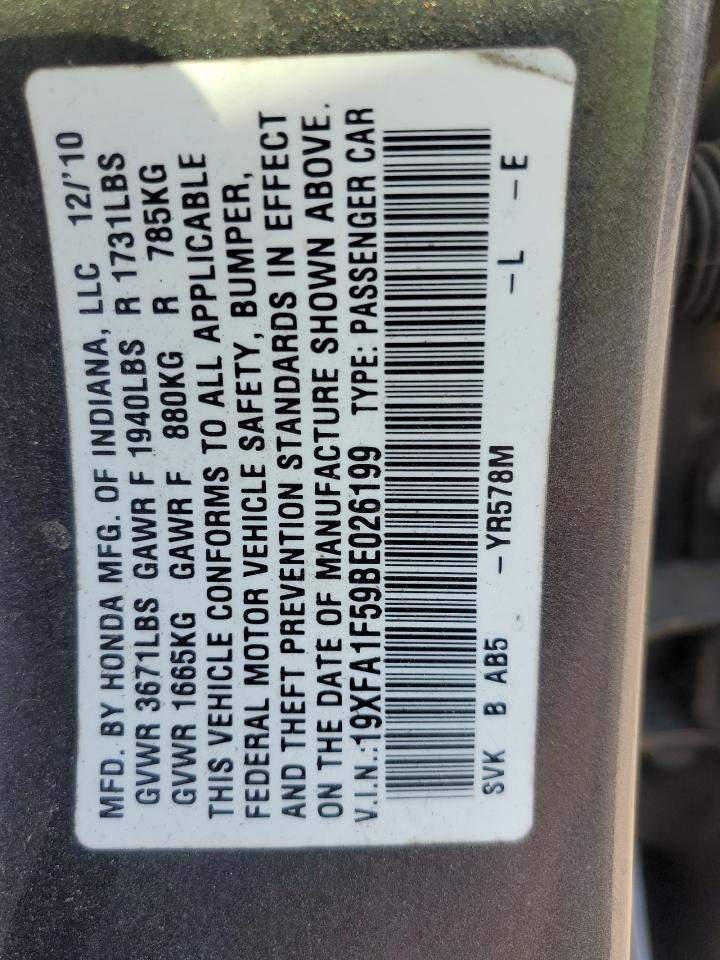 MFD. BY HONDA MFG. OF INDIANA, LLC 12/'10
GVWR 3671LBS GAWR F 1940LBS R 1731LBS
GVWR 1665KG GAWR F 880KG R 785KG
THIS VEHICLE CONFORMS TO ALL APPLICABLE
FEDERAL MOTOR VEHICLE SAFETY, BUMPER,
AND THEFT PREVENTION STANDARDS IN EFFECT
ON THE DATE OF MANUFACTURE SHOWN ABOVE.
V.I.N.:19XFA1F59BE026199 TYPE: PASSENGER CAR
SVK B AB5 -YR578M -L -E